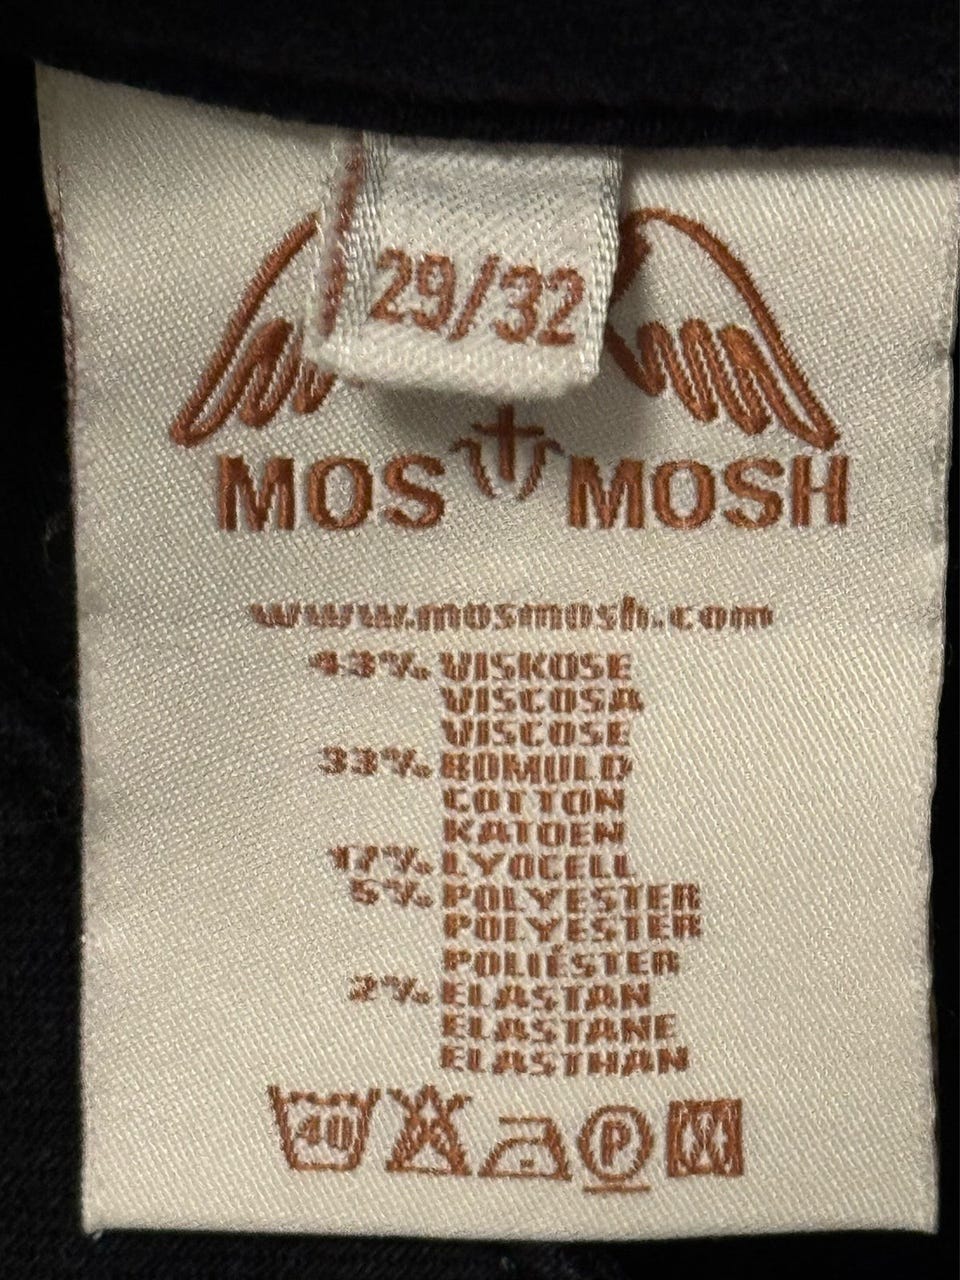 29/32
MOS MOSH
www.mosmosh.com
43% VISKOSE
VISCOSA
VISCOSE
33% BOMULD
COTTON
KATOEN
17% LYOCELL
5% POLYESTER
POLYESTER
POLIÉSTER
2% ELASTAN
ELASTANE
ELASTHAN
40 P